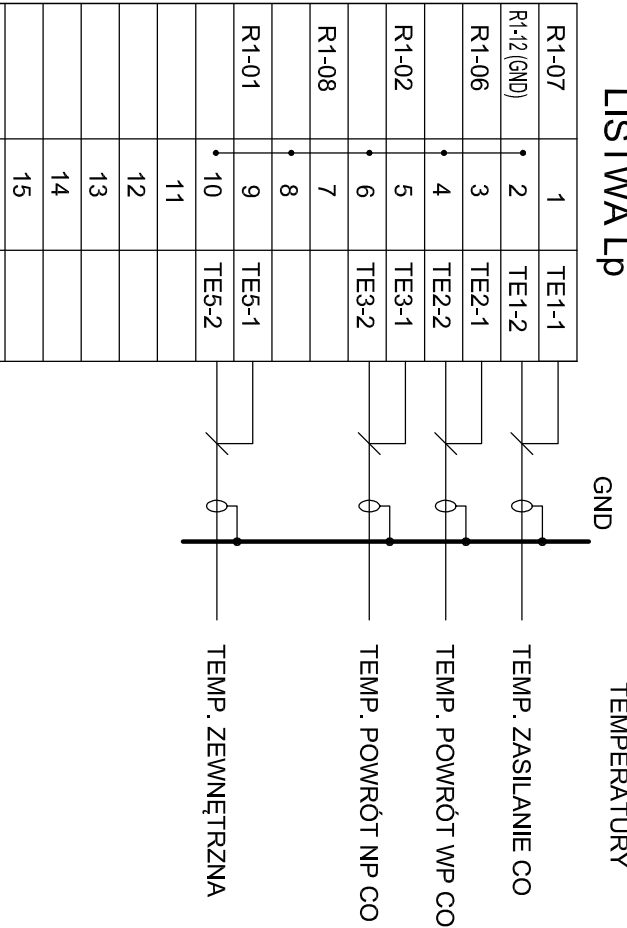 LISTWA Lp
TEMPERATURY
GND
R1-07 1 TE1-1
R1-12 (GND) 2 TE1-2 TEMP. ZASILANIE CO
R1-06 3 TE2-1
4 TE2-2 TEMP. POWRÓT WP CO
R1-02 5 TE3-1
6 TE3-2 TEMP. POWRÓT NP CO
R1-08 7
8
R1-01 9 TE5-1
10 TE5-2 TEMP. ZEWNĘTRZNA
11
12
13
14
15